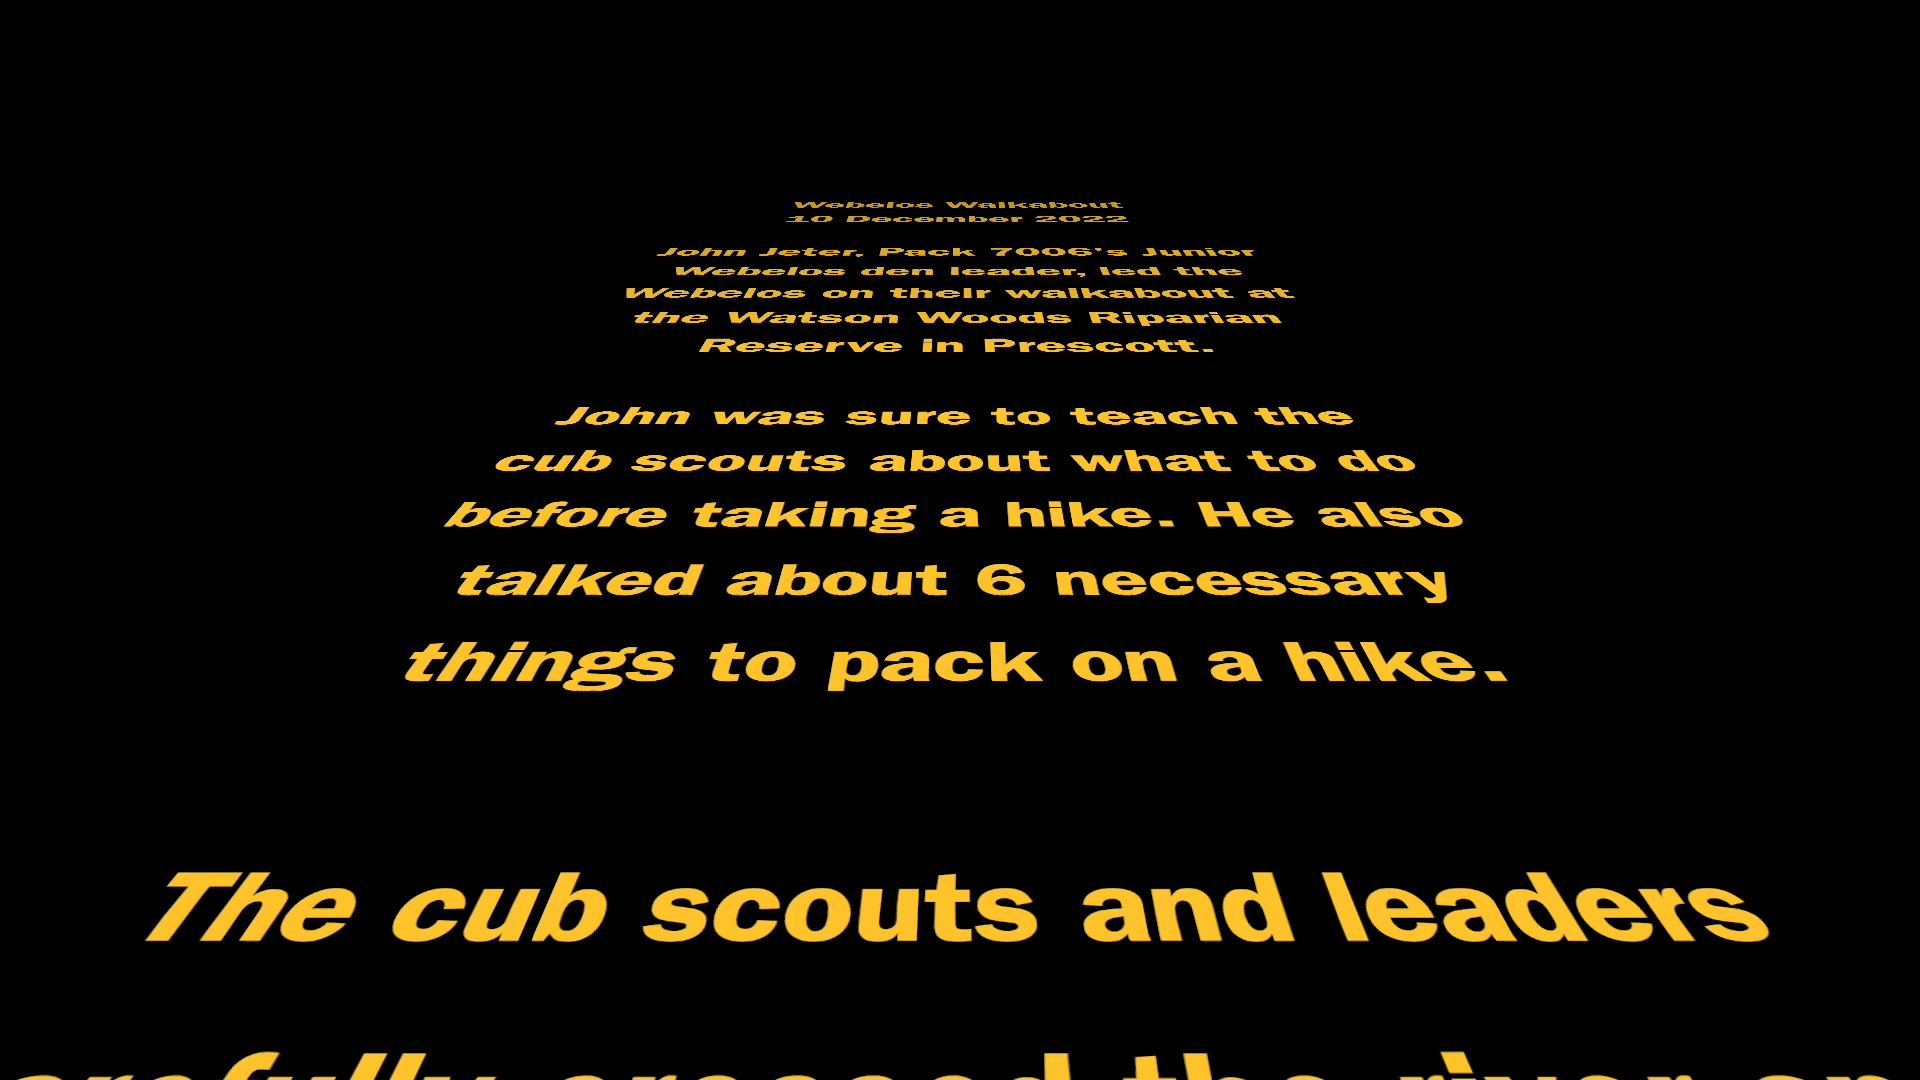 Webelos Walkabout
10 December 2022
John Jeter, Pack 7006's Junior
Webelos den leader, led the
Webelos on their walkabout at
the Watson Woods Riparian
Reserve in Prescott.
John was sure to teach the
cub scouts about what to do
before taking a hike. He also
talked about 6 necessary
things to pack on a hike.
The cub scouts and leaders
crossed the river